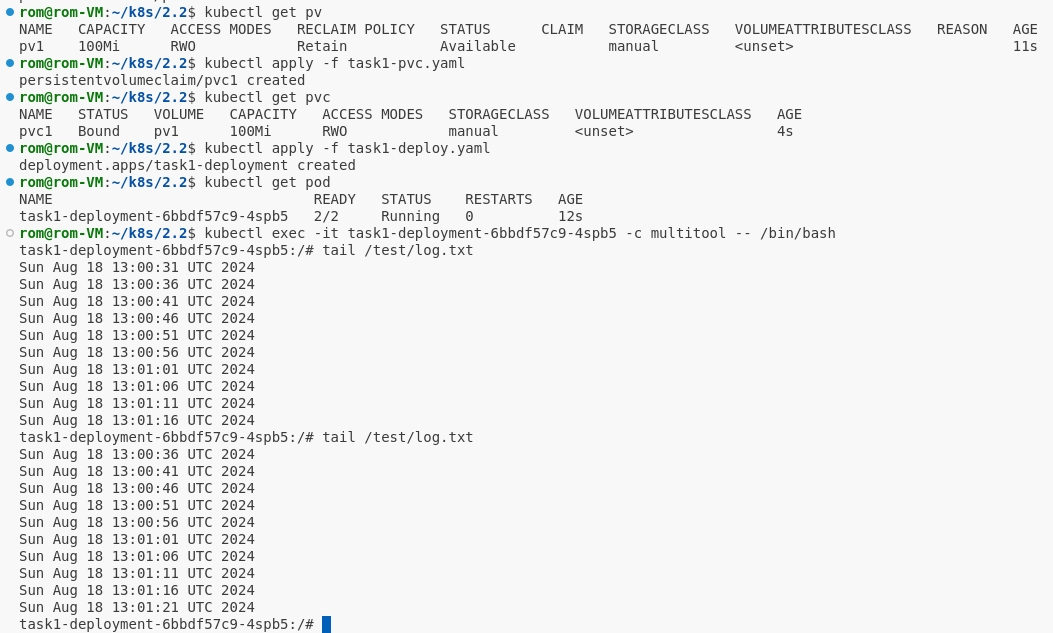 rom@rom-VM:~/k8s/2.2$ kubectl get pv
NAME   CAPACITY   ACCESS MODES   RECLAIM POLICY   STATUS      CLAIM   STORAGECLASS   VOLUMEATTRIBUTESCLASS   REASON   AGE
pv1    100Mi      RWO            Retain           Available           manual         <unset>                          11s
rom@rom-VM:~/k8s/2.2$ kubectl apply -f task1-pvc.yaml
persistentvolumeclaim/pvc1 created
rom@rom-VM:~/k8s/2.2$ kubectl get pvc
NAME   STATUS   VOLUME   CAPACITY   ACCESS MODES   STORAGECLASS   VOLUMEATTRIBUTESCLASS   AGE
pvc1   Bound    pv1      100Mi      RWO            manual         <unset>                 4s
rom@rom-VM:~/k8s/2.2$ kubectl apply -f task1-deploy.yaml
deployment.apps/task1-deployment created
rom@rom-VM:~/k8s/2.2$ kubectl get pod
NAME                               READY   STATUS    RESTARTS   AGE
task1-deployment-6bbdf57c9-4spb5   2/2     Running   0          12s
rom@rom-VM:~/k8s/2.2$ kubectl exec -it task1-deployment-6bbdf57c9-4spb5 -c multitool -- /bin/bash
task1-deployment-6bbdf57c9-4spb5:/# tail /test/log.txt
Sun Aug 18 13:00:31 UTC 2024
Sun Aug 18 13:00:36 UTC 2024
Sun Aug 18 13:00:41 UTC 2024
Sun Aug 18 13:00:46 UTC 2024
Sun Aug 18 13:00:51 UTC 2024
Sun Aug 18 13:00:56 UTC 2024
Sun Aug 18 13:01:01 UTC 2024
Sun Aug 18 13:01:06 UTC 2024
Sun Aug 18 13:01:11 UTC 2024
Sun Aug 18 13:01:16 UTC 2024
task1-deployment-6bbdf57c9-4spb5:/# tail /test/log.txt
Sun Aug 18 13:00:36 UTC 2024
Sun Aug 18 13:00:41 UTC 2024
Sun Aug 18 13:00:46 UTC 2024
Sun Aug 18 13:00:51 UTC 2024
Sun Aug 18 13:00:56 UTC 2024
Sun Aug 18 13:01:01 UTC 2024
Sun Aug 18 13:01:06 UTC 2024
Sun Aug 18 13:01:11 UTC 2024
Sun Aug 18 13:01:16 UTC 2024
Sun Aug 18 13:01:21 UTC 2024
task1-deployment-6bbdf57c9-4spb5:/#